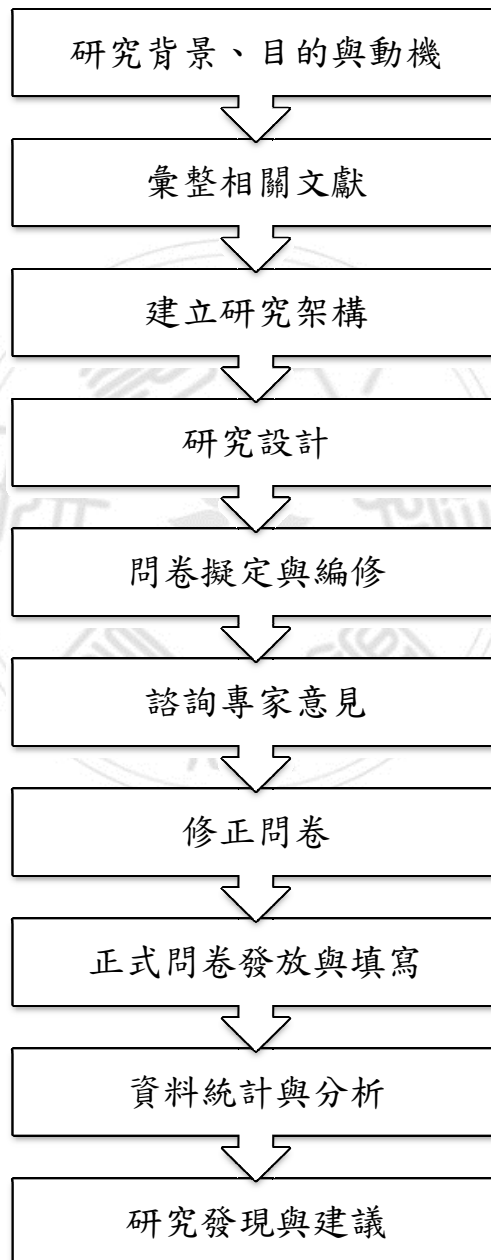 研究背景、目的與動機
彙整相關文獻
建立研究架構
研究設計
問卷擬定與編修
諮詢專家意見
修正問卷
正式問卷發放與填寫
資料統計與分析
研究發現與建議